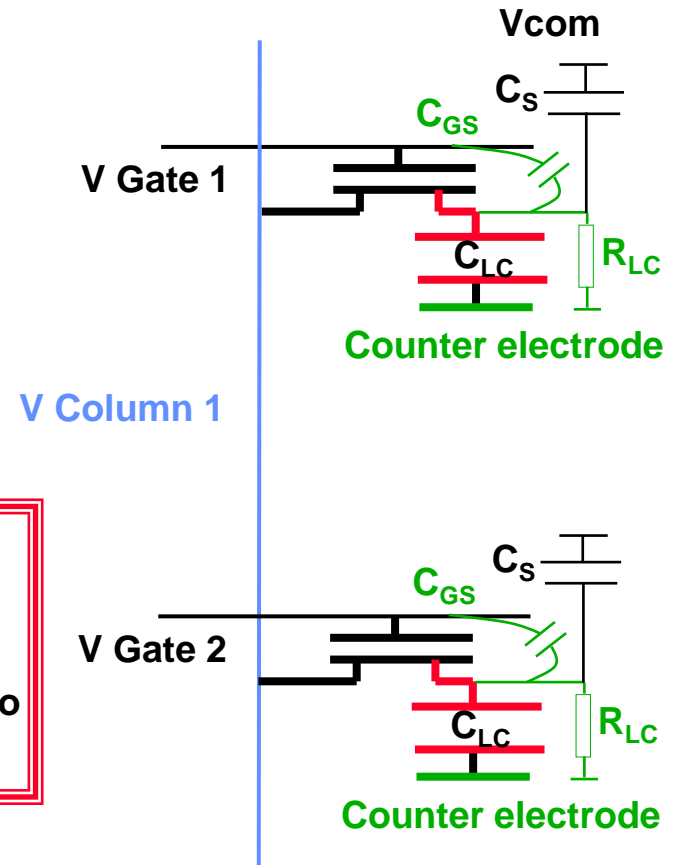 Vcom
CS
CGS
V Gate 1
CLC
RLC
Counter electrode
V Column 1
CS
CGS
V Gate 2
o
CLC
RLC
Counter electrode